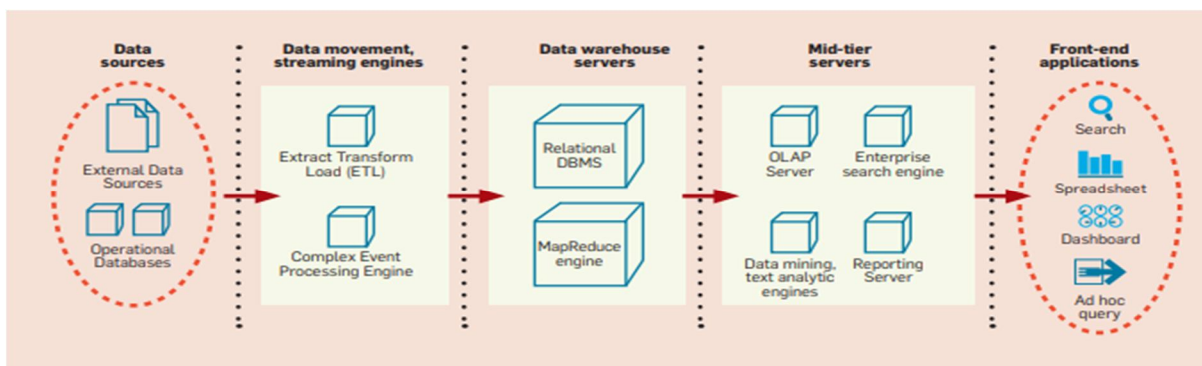 Data
sources
External Data
Sources
Operational
Databases
Data movement,
streaming engines
Extract Transform
Load (ETL)
Complex Event
Processing Engine
Data warehouse
servers
Relational
DBMS
MapReduce
engine
Mid-tier
servers
OLAP
Server
Enterprise
search engine
Data mining,
text analytic
engines
Reporting
Server
Front-end
applications
Search
Spreadsheet
Dashboard
Ad hoc
query